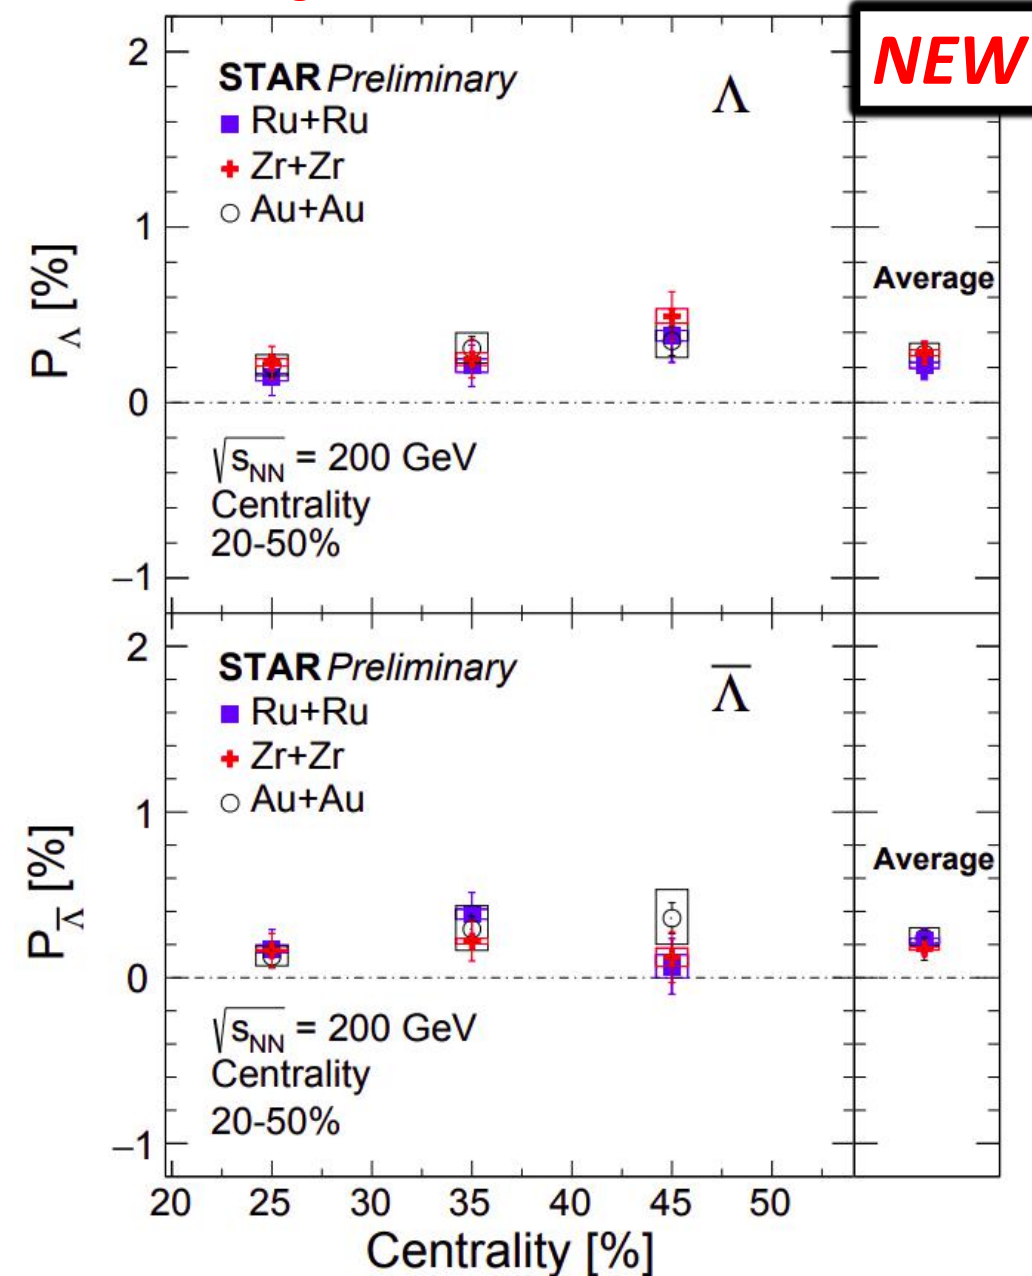 NEW
2
STAR Preliminary
Λ
Ru+Ru
Zr+Zr
Au+Au
1
Average
P_Λ [%]
0
√s_NN = 200 GeV
Centrality
20-50%
−1
2
STAR Preliminary
Λ̅
Ru+Ru
Zr+Zr
Au+Au
1
Average
P_Λ̅ [%]
0
√s_NN = 200 GeV
Centrality
20-50%
−1
20 25 30 35 40 45 50
Centrality [%]